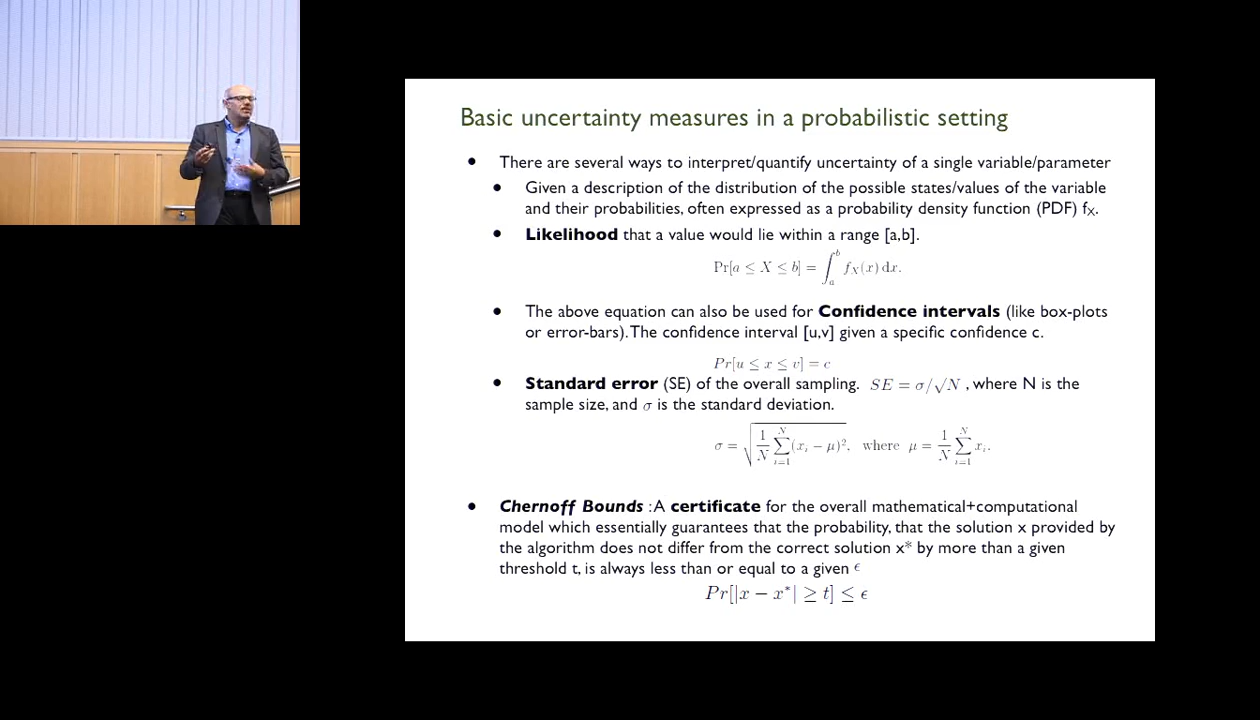 Basic uncertainty measures in a probabilistic setting
• There are several ways to interpret/quantify uncertainty of a single variable/parameter
• Given a description of the distribution of the possible states/values of the variable
and their probabilities, often expressed as a probability density function (PDF) fX.
• Likelihood that a value would lie within a range [a,b].
Pr[a ≤ X ≤ b] = ∫_a^b f_X(x) dx.
• The above equation can also be used for Confidence intervals (like box-plots
or error-bars). The confidence interval [u,v] given a specific confidence c.
Pr[u ≤ x ≤ v] = c
• Standard error (SE) of the overall sampling. SE = σ/√N , where N is the
sample size, and σ is the standard deviation.
σ = √(1/N ∑_{i=1}^N (x_i − μ)²), where μ = 1/N ∑_{i=1}^N x_i.
• Chernoff Bounds : A certificate for the overall mathematical+computational
model which essentially guarantees that the probability, that the solution x provided by
the algorithm does not differ from the correct solution x* by more than a given
threshold t, is always less than or equal to a given ϵ
Pr[|x − x*| ≥ t] ≤ ϵ